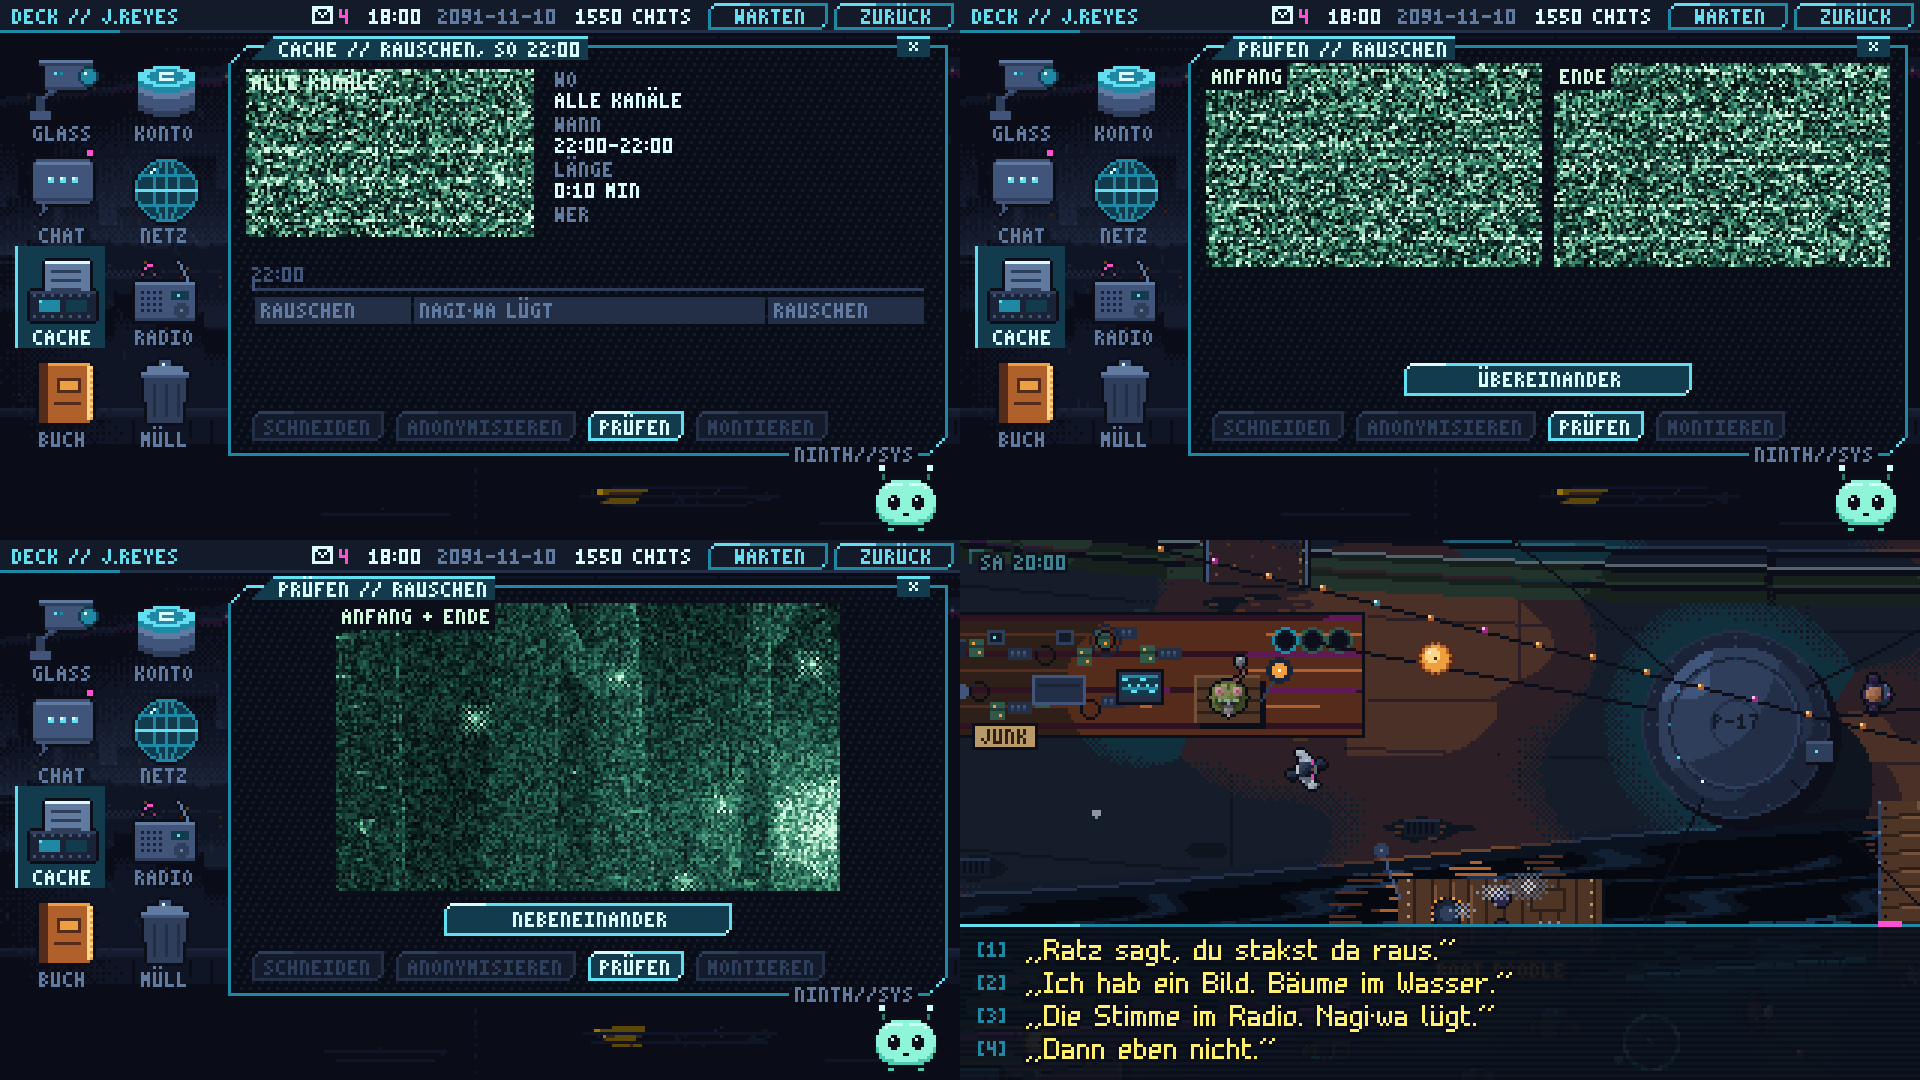 DECK // J.REYES
4 18:00 2091-11-10 1550 CHITS
WARTEN
ZURÜCK
CACHE // RAUSCHEN, SO 22:00
x
GLASS
KONTO
CHAT
NETZ
CACHE
RADIO
BUCH
MÜLL
ALLE KANÄLE
WO
ALLE KANÄLE
WANN
22:00-22:00
LÄNGE
0:10 MIN
WER
22:00
RAUSCHEN
NAGI·WA LÜGT
RAUSCHEN
SCHNEIDEN
ANONYMISIEREN
PRÜFEN
MONTIEREN
NINTH//SYS
DECK // J.REYES
4 18:00 2091-11-10 1550 CHITS
WARTEN
ZURÜCK
PRÜFEN // RAUSCHEN
x
GLASS
KONTO
CHAT
NETZ
CACHE
RADIO
BUCH
MÜLL
ANFANG
ENDE
ÜBEREINANDER
SCHNEIDEN
ANONYMISIEREN
PRÜFEN
MONTIEREN
NINTH//SYS
DECK // J.REYES
4 18:00 2091-11-10 1550 CHITS
WARTEN
ZURÜCK
PRÜFEN // RAUSCHEN
x
GLASS
KONTO
CHAT
NETZ
CACHE
RADIO
BUCH
MÜLL
ANFANG + ENDE
NEBENEINANDER
SCHNEIDEN
ANONYMISIEREN
PRÜFEN
MONTIEREN
NINTH//SYS
SA 20:00
JUNK
P-17
[1] „Ratz sagt, du stakst da raus.“
[2] „Ich hab ein Bild. Bäume im Wasser.“
[3] „Die Stimme im Radio. Nagi·wa lügt.“
[4] „Dann eben nicht.“